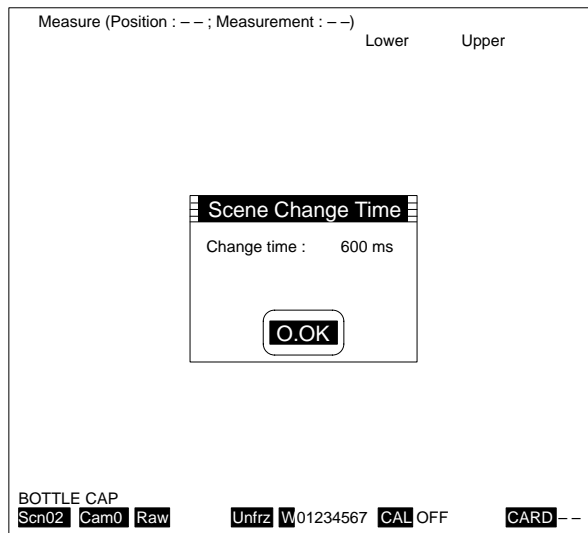 Measure (Position : – – ; Measurement : – –)
Lower Upper
Scene Change Time
Change time : 600 ms
O.OK
BOTTLE CAP
Scn02 Cam0 Raw Unfrz W01234567 CAL OFF CARD – –